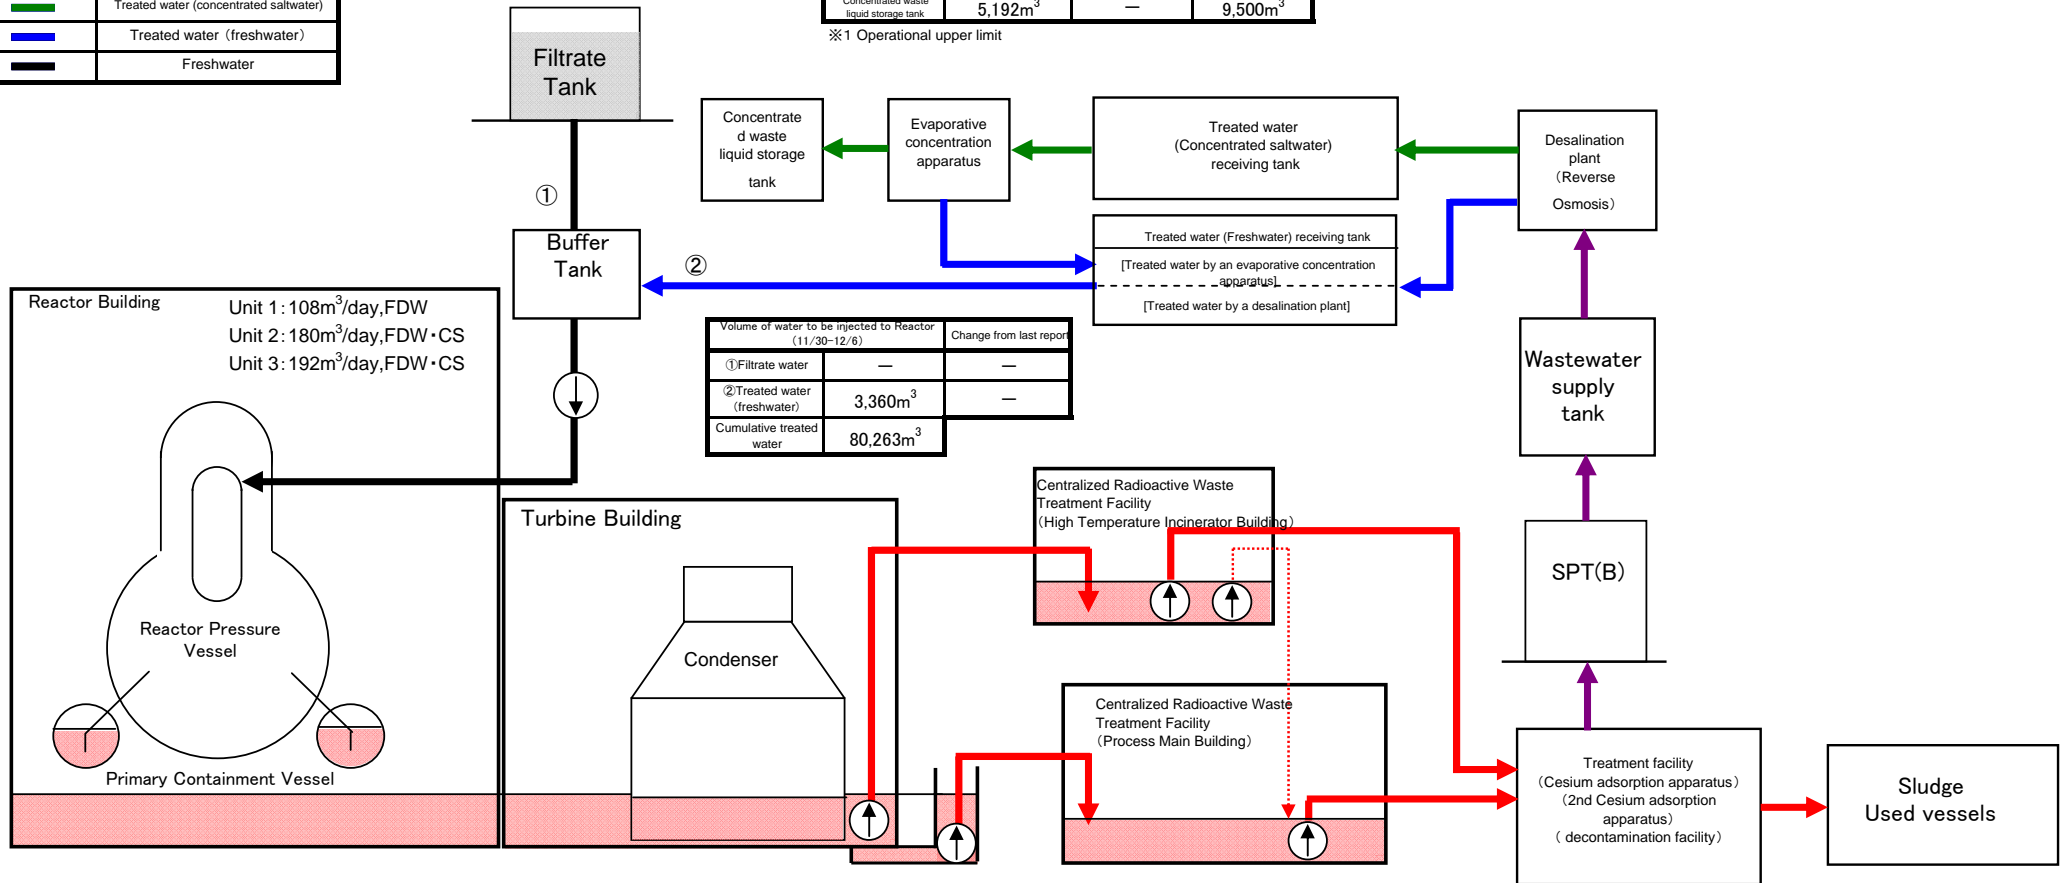 Treated water (concentrated saltwater)
Treated water (freshwater)
Freshwater
Concentrated waste
liquid storage tank
5,192m³
—
9,500m³
※1 Operational upper limit
Filtrate
Tank
①
Buffer
Tank
②
Concentrate
d waste
liquid storage
tank
Evaporative
concentration
apparatus
Treated water
(Concentrated saltwater)
receiving tank
Desalination
plant
(Reverse
Osmosis)
Treated water (Freshwater) receiving tank
[Treated water by an evaporative concentration
apparatus]
[Treated water by a desalination plant]
Reactor Building
Unit 1:108m³/day,FDW
Unit 2:180m³/day,FDW・CS
Unit 3:192m³/day,FDW・CS
Volume of water to be injected to Reactor
(11/30-12/6)
Change from last report
①Filtrate water
—
—
②Treated water
(freshwater)
3,360m³
—
Cumulative treated
water
80,263m³
Wastewater
supply
tank
SPT(B)
Centralized Radioactive Waste
Treatment Facility
(High Temperature Incinerator Building)
Turbine Building
Condenser
Reactor Pressure
Vessel
Primary Containment Vessel
Centralized Radioactive Waste
Treatment Facility
(Process Main Building)
Treatment facility
(Cesium adsorption apparatus)
(2nd Cesium adsorption
apparatus)
( decontamination facility)
Sludge
Used vessels